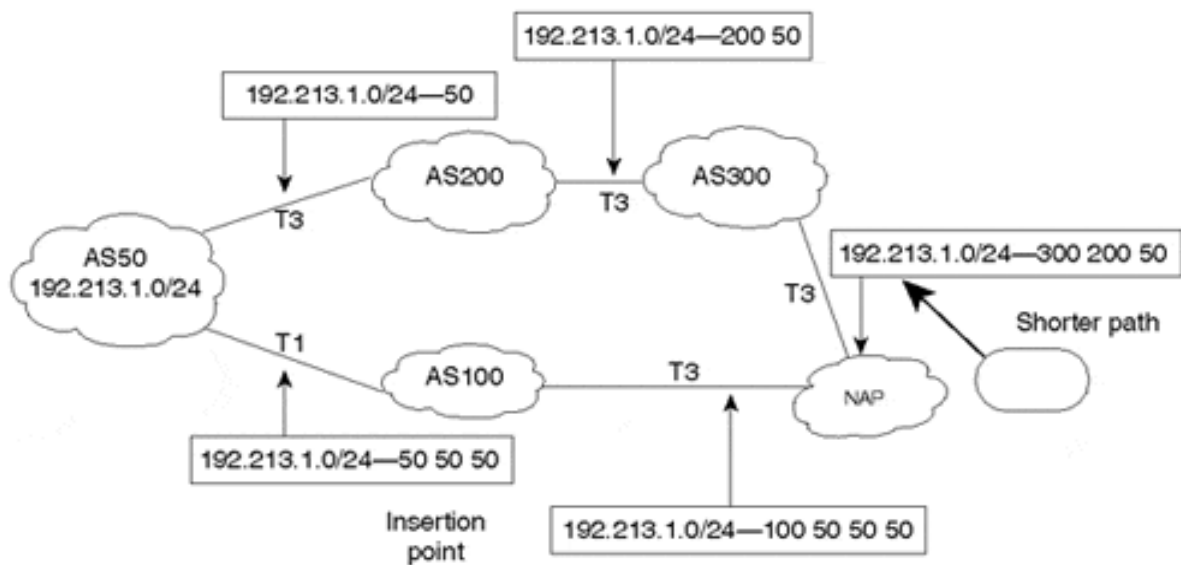 192.213.1.0/24—200 50
192.213.1.0/24—50
AS200
AS300
T3
T3
AS50
192.213.1.0/24
192.213.1.0/24—300 200 50
T3
Shorter path
T1
AS100
T3
NAP
192.213.1.0/24—50 50 50
Insertion
point
192.213.1.0/24—100 50 50 50